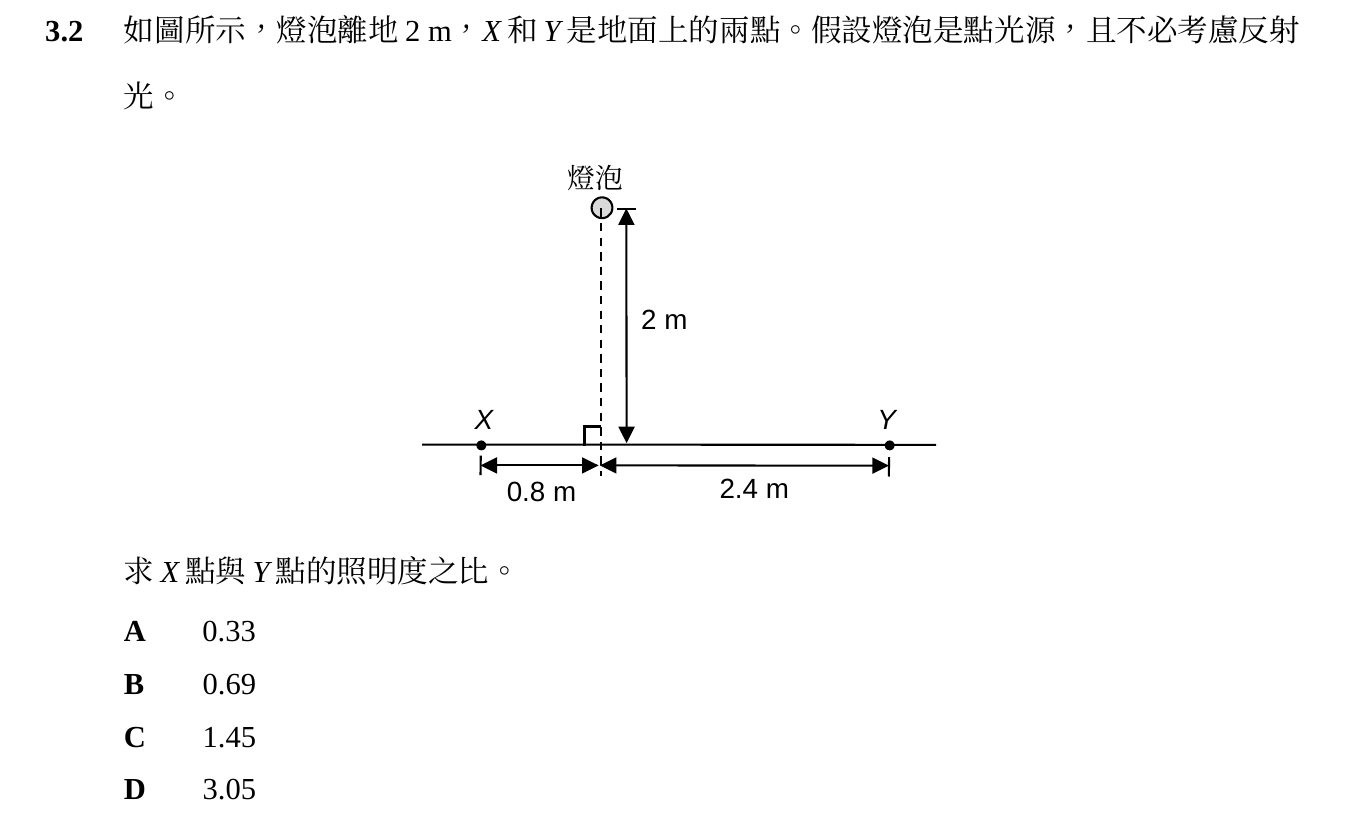 3.2 如圖所示，燈泡離地 2 m，X 和 Y 是地面上的兩點。假設燈泡是點光源，且不必考慮反射
光。
燈泡
2 m
X
Y
0.8 m
2.4 m
求 X 點與 Y 點的照明度之比。
A 0.33
B 0.69
C 1.45
D 3.05